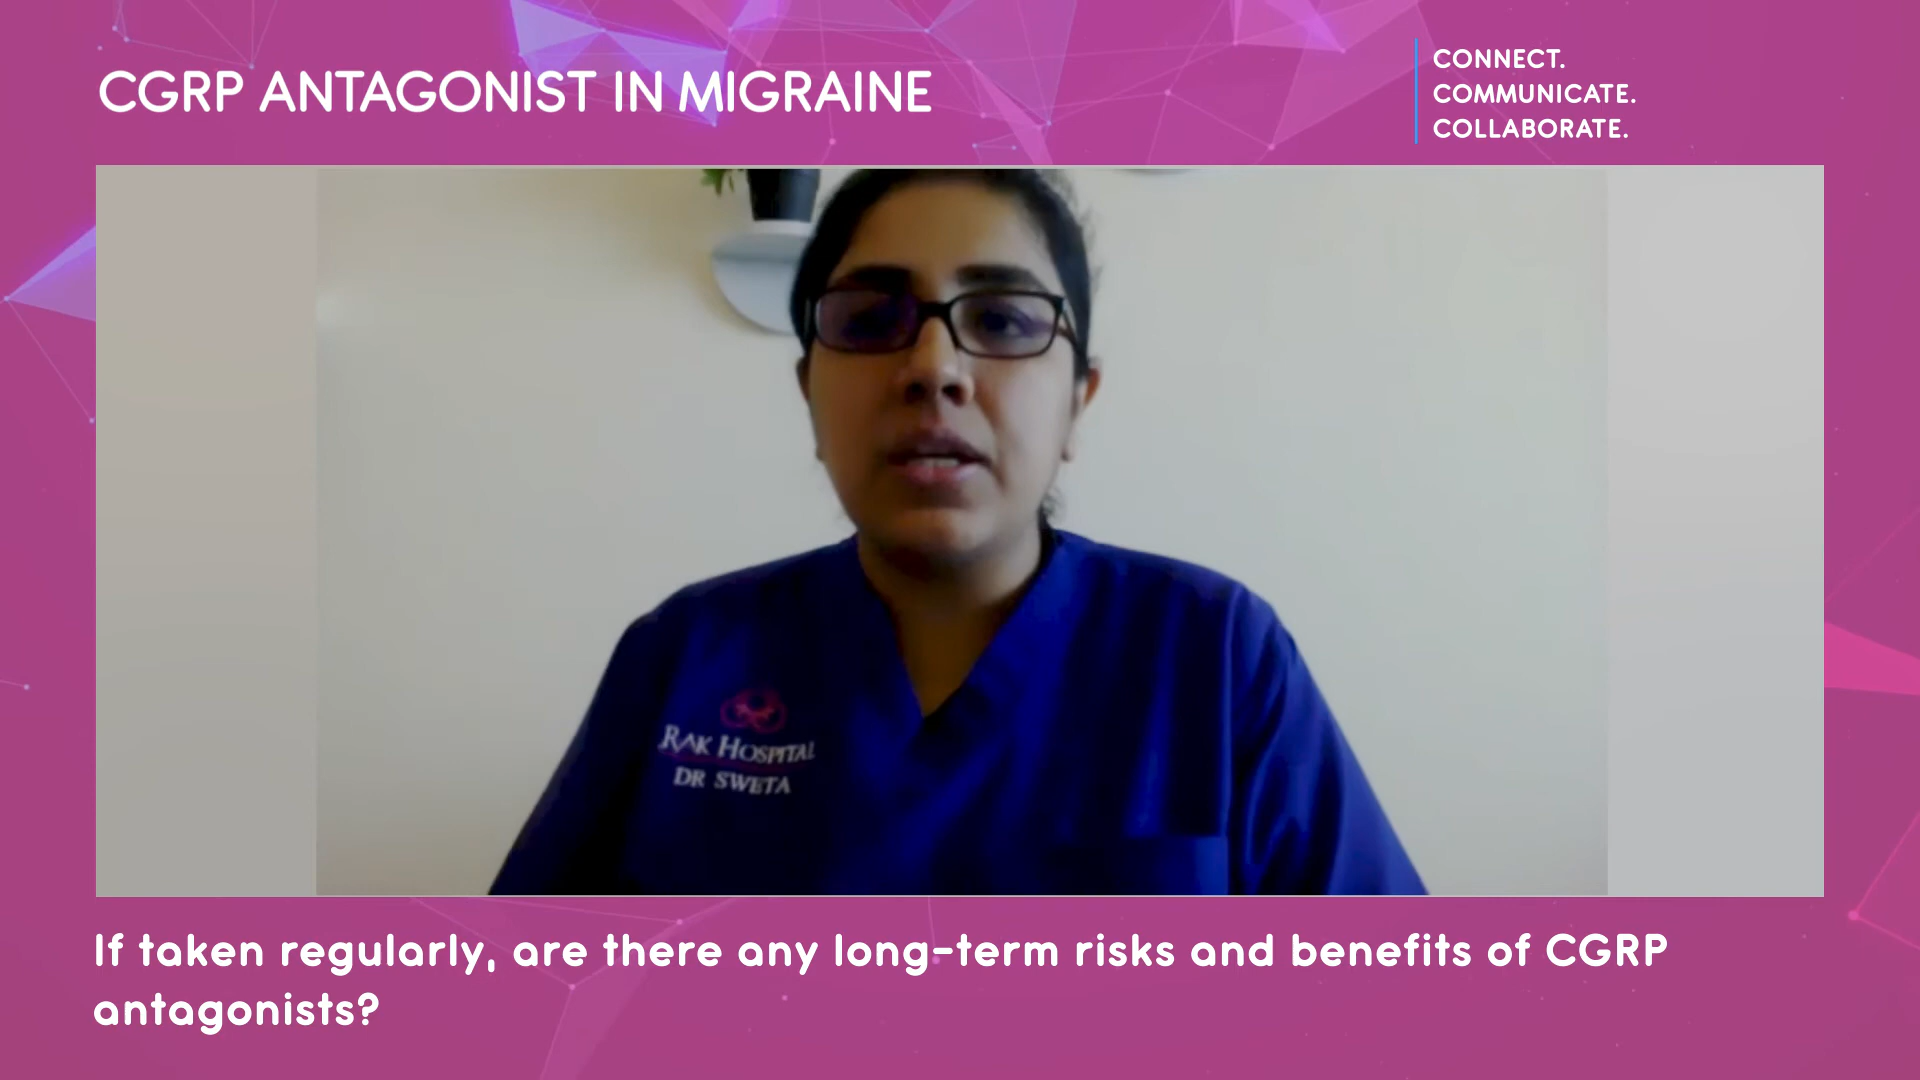 CGRP ANTAGONIST IN MIGRAINE
CONNECT.
COMMUNICATE.
COLLABORATE.
RAK HOSPITAL
DR SWETA
If taken regularly, are there any long-term risks and benefits of CGRP
antagonists?